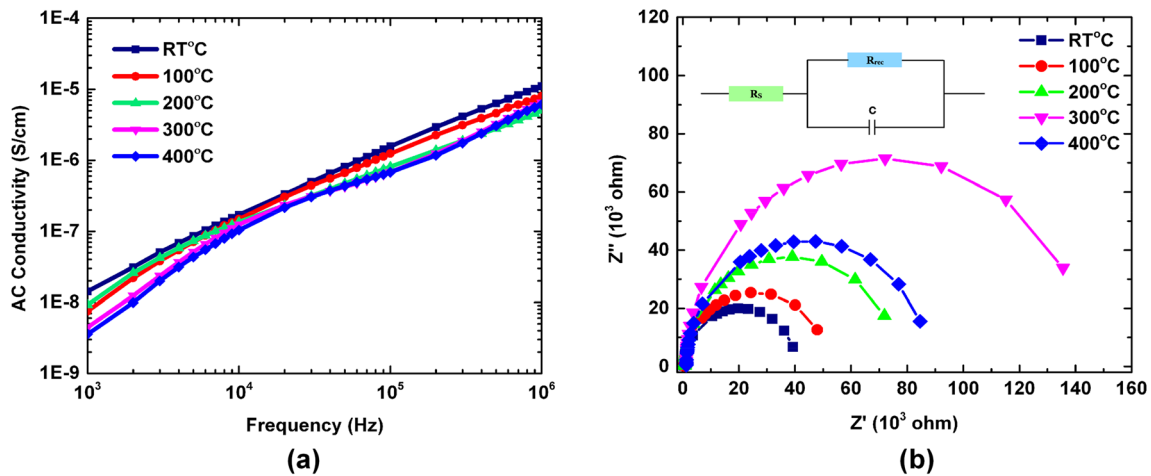 1E-4
1E-5
1E-6
1E-7
1E-8
1E-9
AC Conductivity (S/cm)
RT°C
100°C
200°C
300°C
400°C
10³
10⁴
10⁵
10⁶
Frequency (Hz)
(a)
120
100
80
60
40
20
0
Z'' (10³ ohm)
Rₛ
Rrec
C
RT°C
100°C
200°C
300°C
400°C
0
20
40
60
80
100
120
140
160
Z' (10³ ohm)
(b)